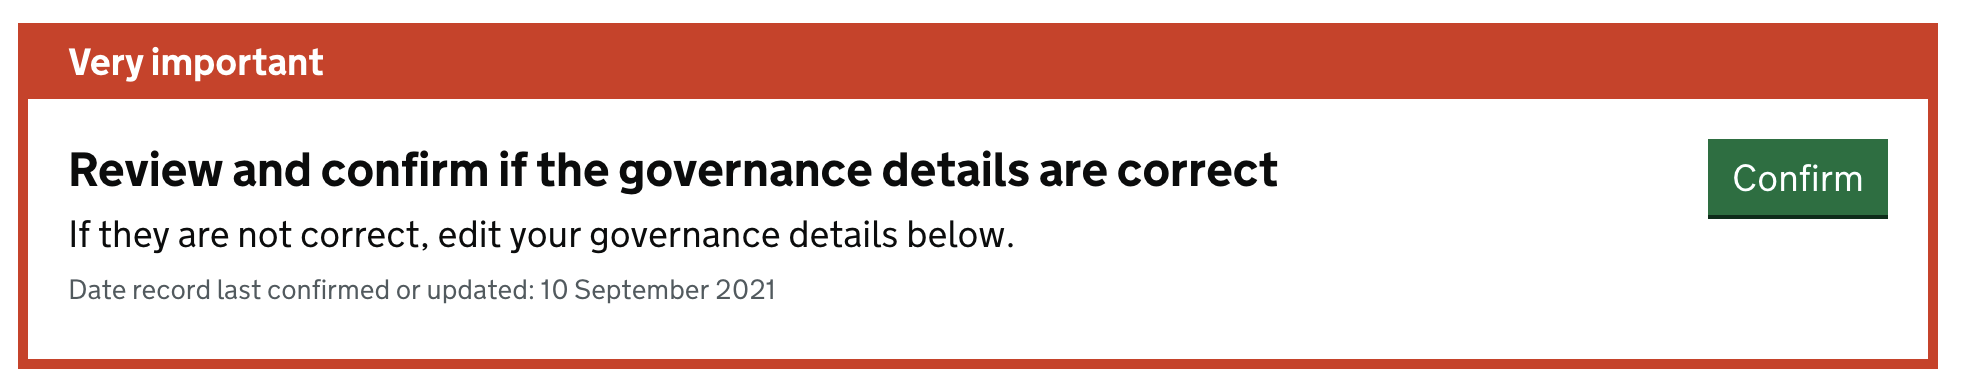 Very important
Review and confirm if the governance details are correct
Confirm
If they are not correct, edit your governance details below.
Date record last confirmed or updated: 10 September 2021